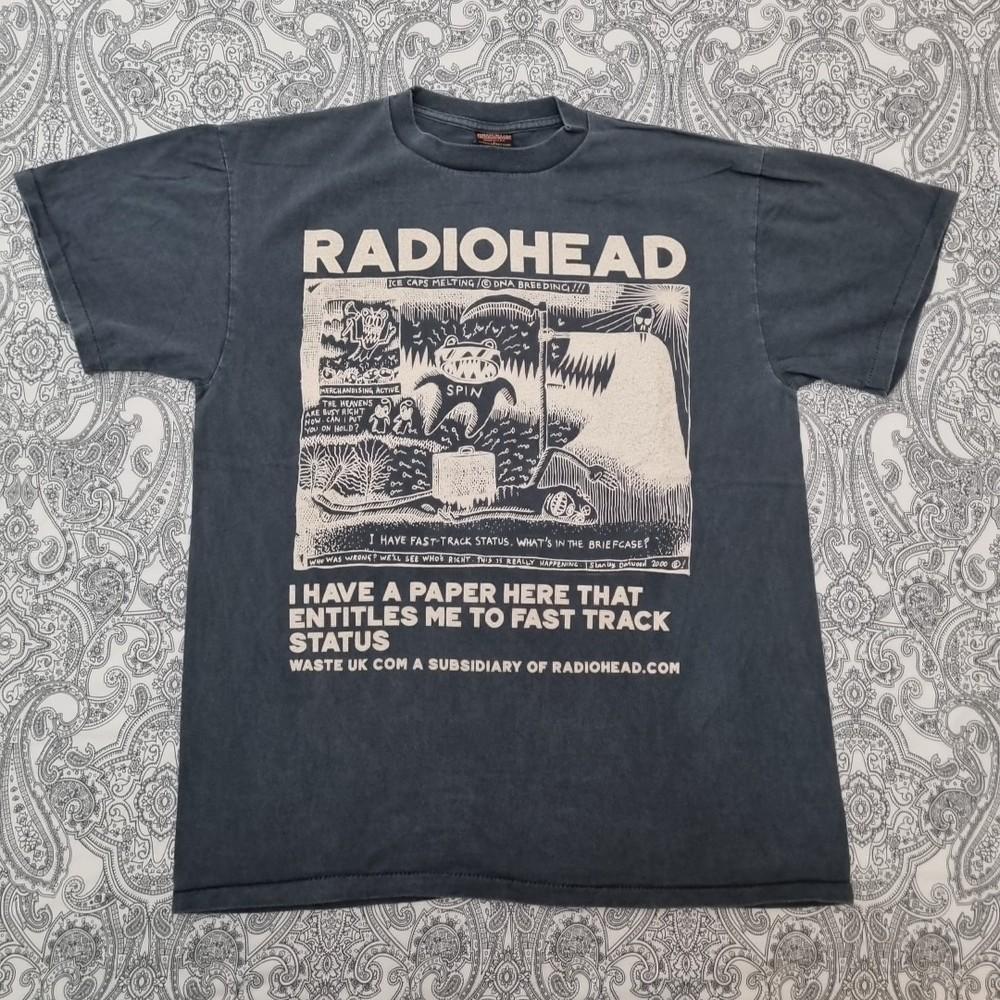 RADIOHEAD
ICE CAPS MELTING/© DNA BREEDING!!!
SPIN
MERCHANDISING ACTIVE
THE HEAVENS
ARE BUSY RIGHT
NOW. CAN I PUT
YOU ON HOLD?
I HAVE FAST-TRACK STATUS. WHAT'S IN THE BRIEFCASE?
WHO WAS WRONG? WE'LL SEE WHO'S RIGHT. THIS IS REALLY HAPPENING. Stanley Donwood 2000 ©!
I HAVE A PAPER HERE THAT
ENTITLES ME TO FAST TRACK
STATUS
WASTE UK COM A SUBSIDIARY OF RADIOHEAD.COM